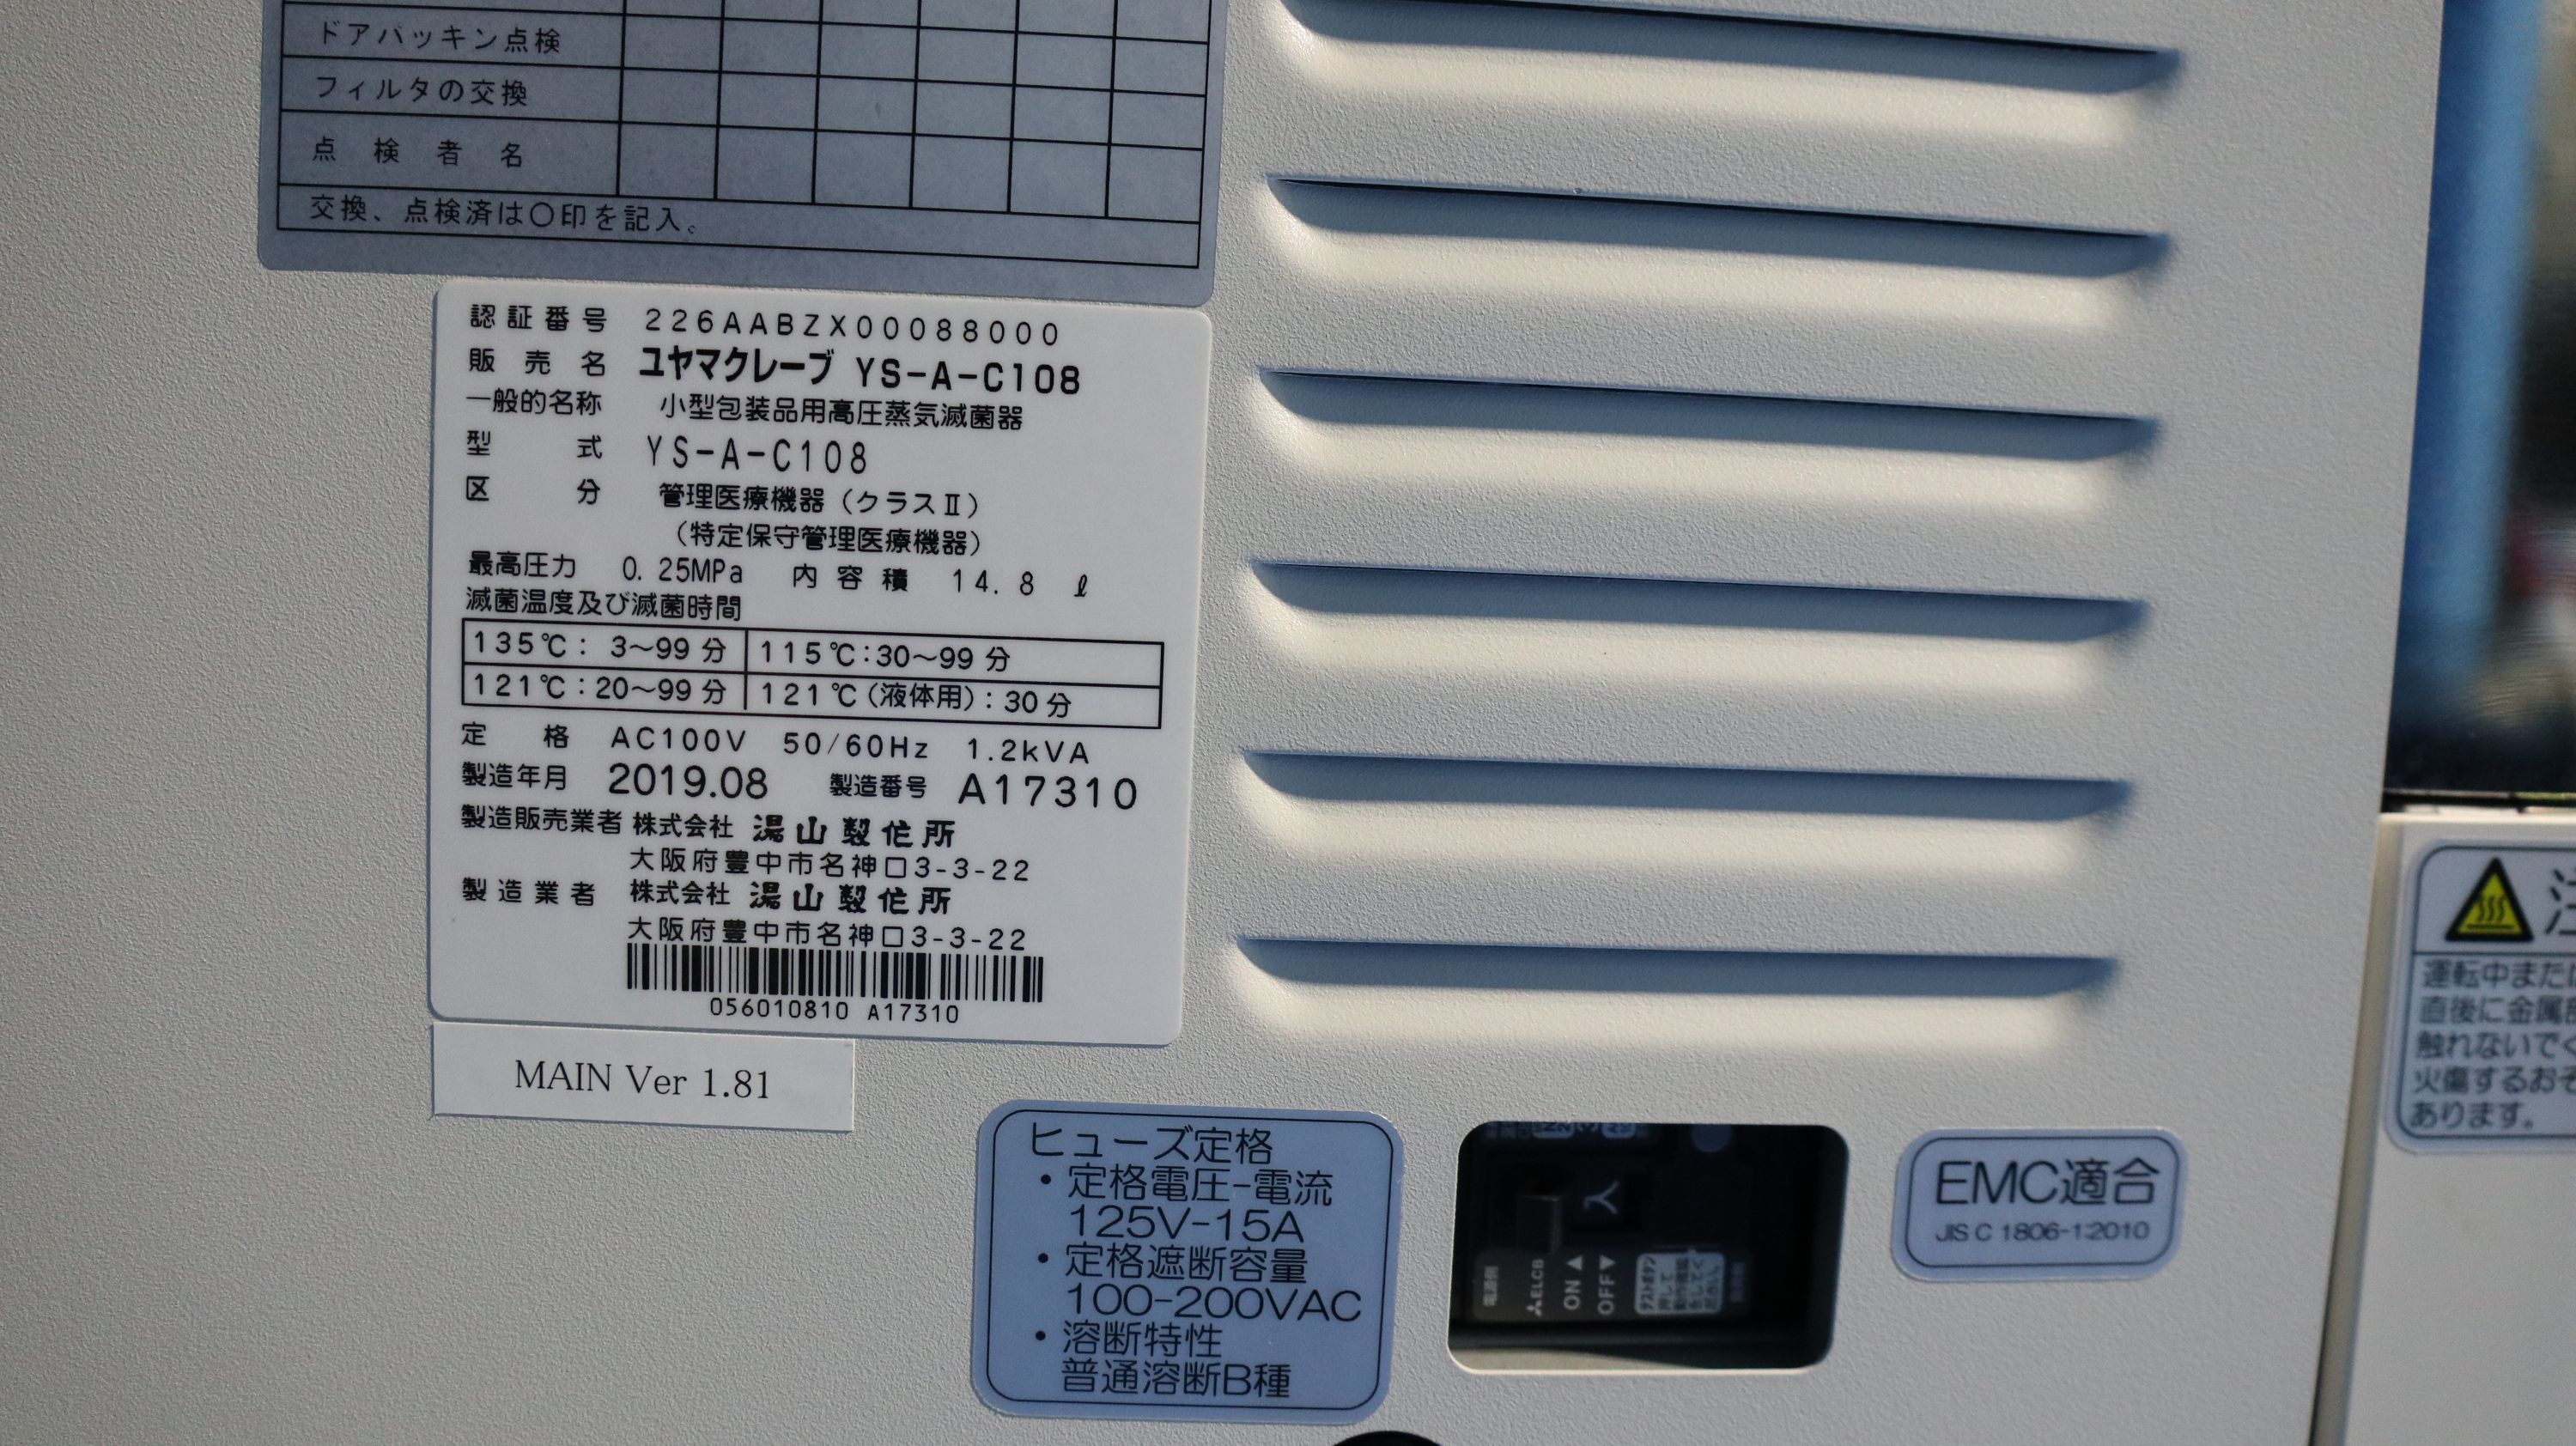 ドアパッキン点検
フィルタの交換
点検者名
交換、点検済は〇印を記入。
認証番号 226AABZX00088000
販売名 ユヤマクレーブ YS-A-C108
一般的名称 小型包装品用高圧蒸気滅菌器
型式 YS-A-C108
区分 管理医療機器(クラスⅡ)
(特定保守管理医療機器)
最高圧力 0.25MPa 内容積 14.8 ℓ
滅菌温度及び滅菌時間
135℃: 3〜99 分 115℃:30〜99 分
121℃:20〜99 分 121℃(液体用):30分
定格 AC100V 50/60Hz 1.2kVA
製造年月 2019.08 製造番号 A17310
製造販売業者 株式会社 湯山製作所
大阪府豊中市名神口3-3-22
製造業者 株式会社 湯山製作所
大阪府豊中市名神口3-3-22
056010810 A17310
MAIN Ver 1.81
ヒューズ定格
・定格電圧-電流
125V-15A
・定格遮断容量
100-200VAC
・溶断特性
普通溶断B種
入
ELCB
ON ▲
OFF ▼
EMC適合
JIS C 1806-1:2010
運転中また
直後に金属
触れないで
火傷するおそ
あります。